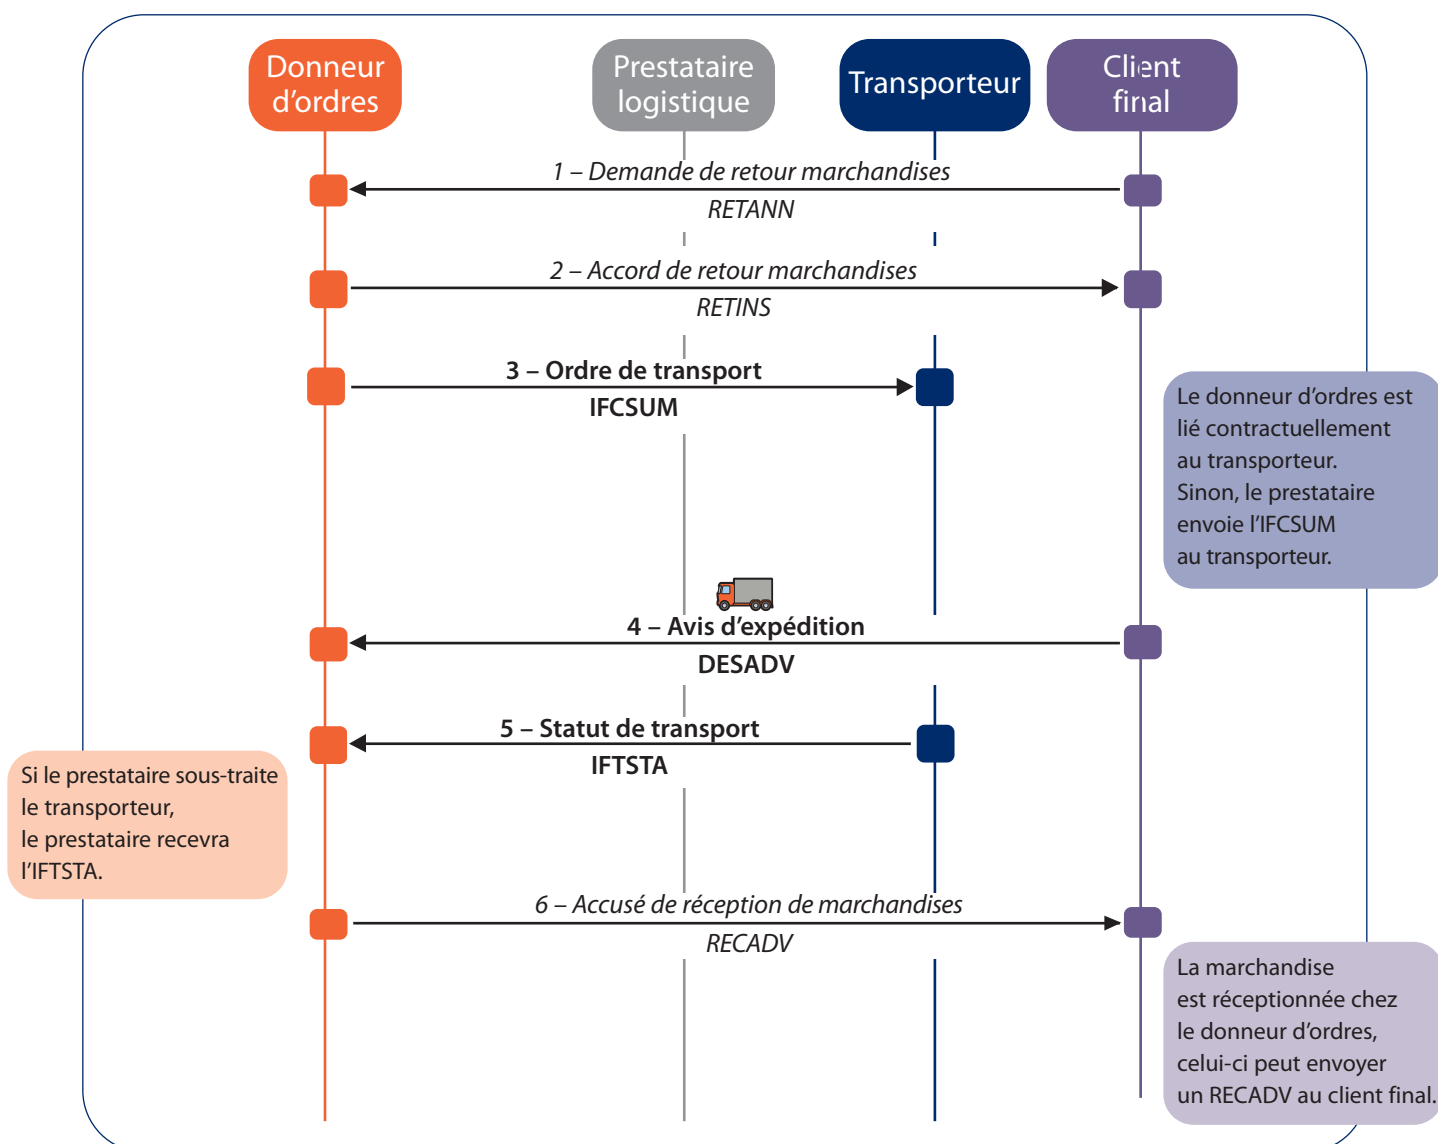 Donneur
d'ordres
Prestataire
logistique
Transporteur
Client
final
1 – Demande de retour marchandises
RETANN
2 – Accord de retour marchandises
RETINS
3 – Ordre de transport
IFCSUM
Le donneur d'ordres est
lié contractuellement
au transporteur.
Sinon, le prestataire
envoie l'IFCSUM
au transporteur.
4 – Avis d'expédition
DESADV
5 – Statut de transport
IFTSTA
Si le prestataire sous-traite
le transporteur,
le prestataire recevra
l'IFTSTA.
6 – Accusé de réception de marchandises
RECADV
La marchandise
est réceptionnée chez
le donneur d'ordres,
celui-ci peut envoyer
un RECADV au client final.